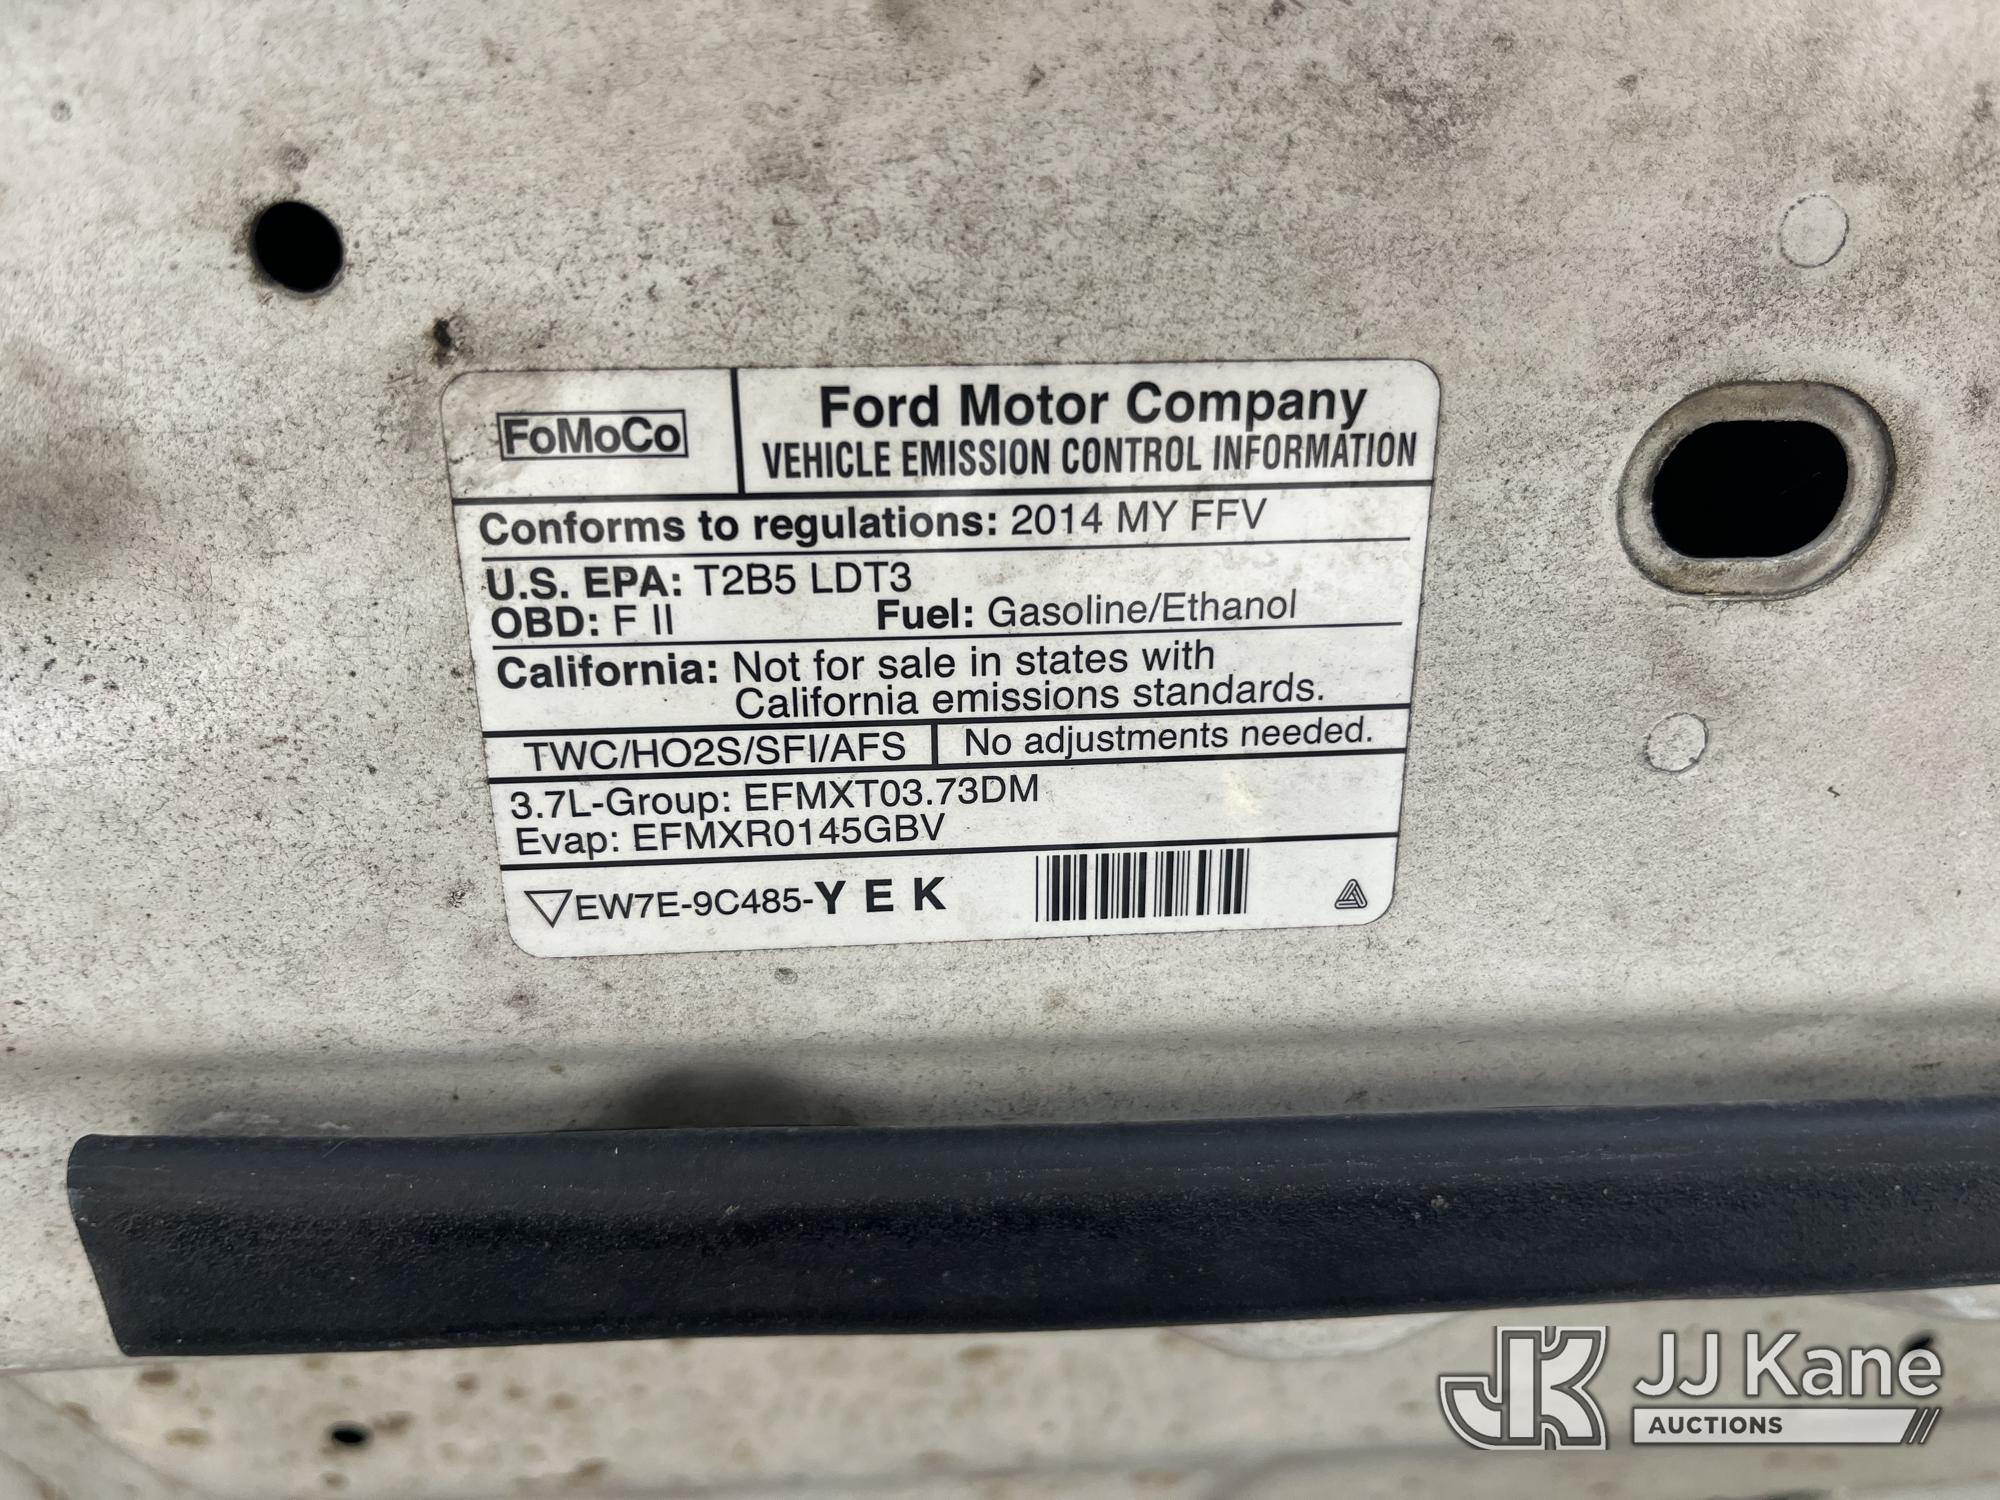 FoMoCo
Ford Motor Company
VEHICLE EMISSION CONTROL INFORMATION
Conforms to regulations: 2014 MY FFV
U.S. EPA: T2B5 LDT3
OBD: F II Fuel: Gasoline/Ethanol
California: Not for sale in states with
California emissions standards.
TWC/HO2S/SFI/AFS No adjustments needed.
3.7L-Group: EFMXT03.73DM
Evap: EFMXR0145GBV
EW7E-9C485-Y E K
JK JJ Kane
AUCTIONS